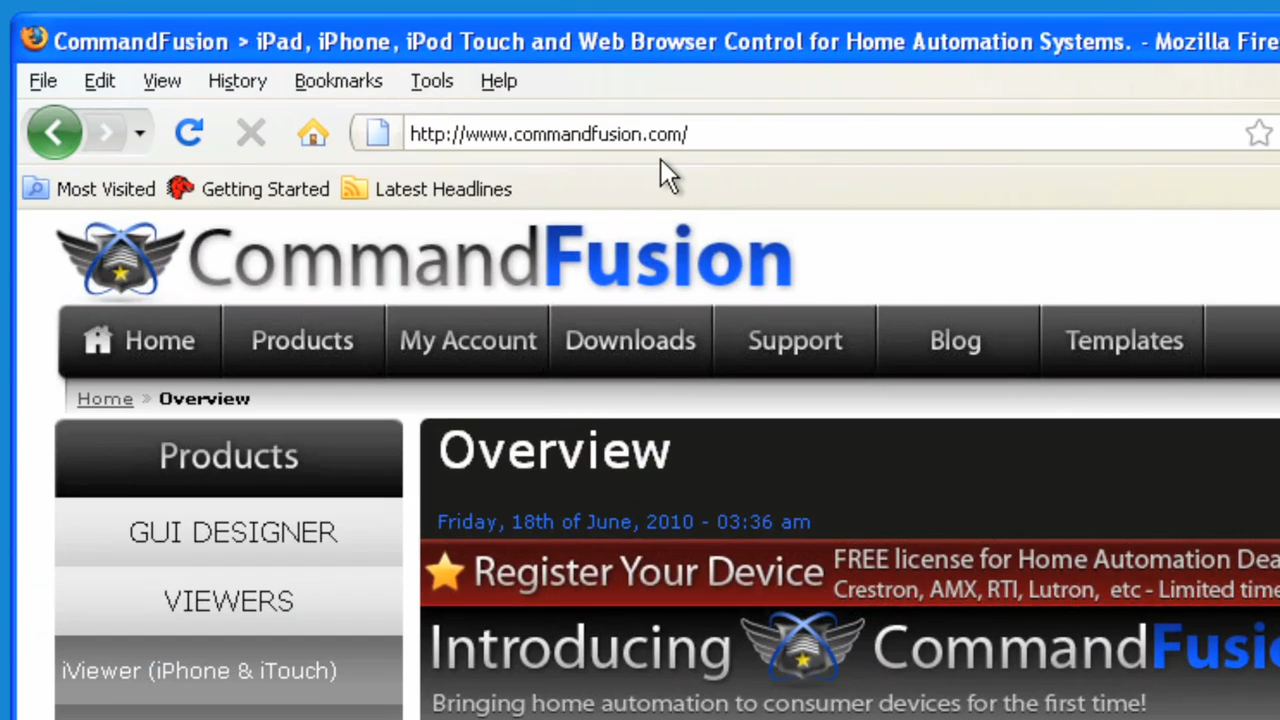 CommandFusion > iPad, iPhone, iPod Touch and Web Browser Control for Home Automation Systems. - Mozilla Fire
File Edit View History Bookmarks Tools Help
http://www.commandfusion.com/
Most Visited Getting Started Latest Headlines
CommandFusion
Home Products My Account Downloads Support Blog Templates
Home » Overview
Products
GUI DESIGNER
VIEWERS
iViewer (iPhone & iTouch)
Overview
Friday, 18th of June, 2010 - 03:36 am
Register Your Device
FREE license for Home Automation Dea
Crestron, AMX, RTI, Lutron, etc - Limited time
Introducing CommandFusi
Bringing home automation to consumer devices for the first time!